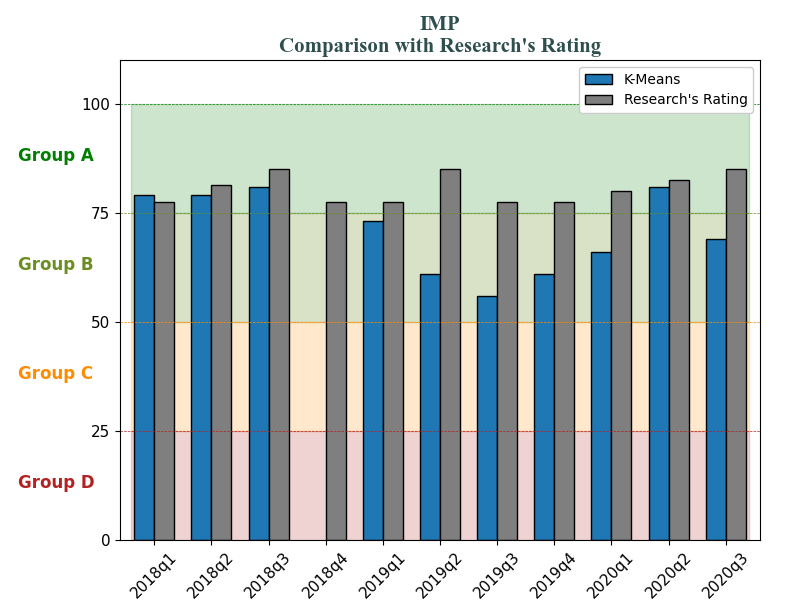 IMP
Comparison with Research's Rating
K-Means
Research's Rating
100
Group A
75
Group B
50
Group C
25
Group D
0
2018q1 2018q2 2018q3 2018q4 2019q1 2019q2 2019q3 2019q4 2020q1 2020q2 2020q3